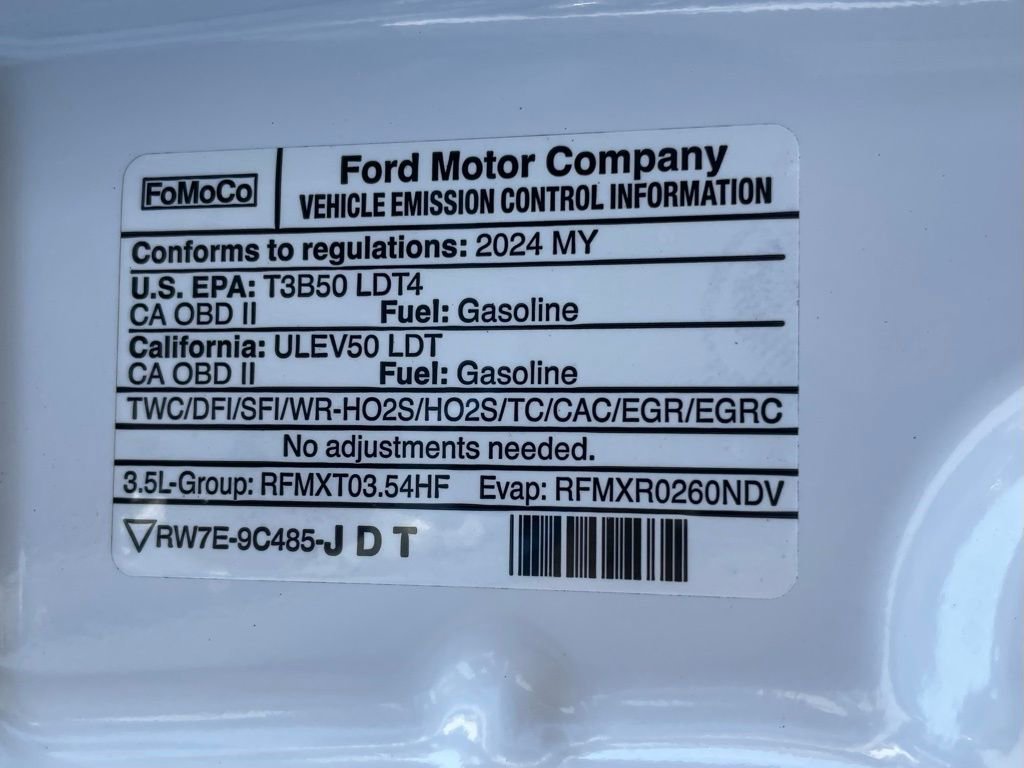 FoMoCo
Ford Motor Company
VEHICLE EMISSION CONTROL INFORMATION
Conforms to regulations: 2024 MY
U.S. EPA: T3B50 LDT4
CA OBD II Fuel: Gasoline
California: ULEV50 LDT
CA OBD II Fuel: Gasoline
TWC/DFI/SFI/WR-HO2S/HO2S/TC/CAC/EGR/EGRC
No adjustments needed.
3.5L-Group: RFMXT03.54HF Evap: RFMXR0260NDV
RW7E-9C485-J D T